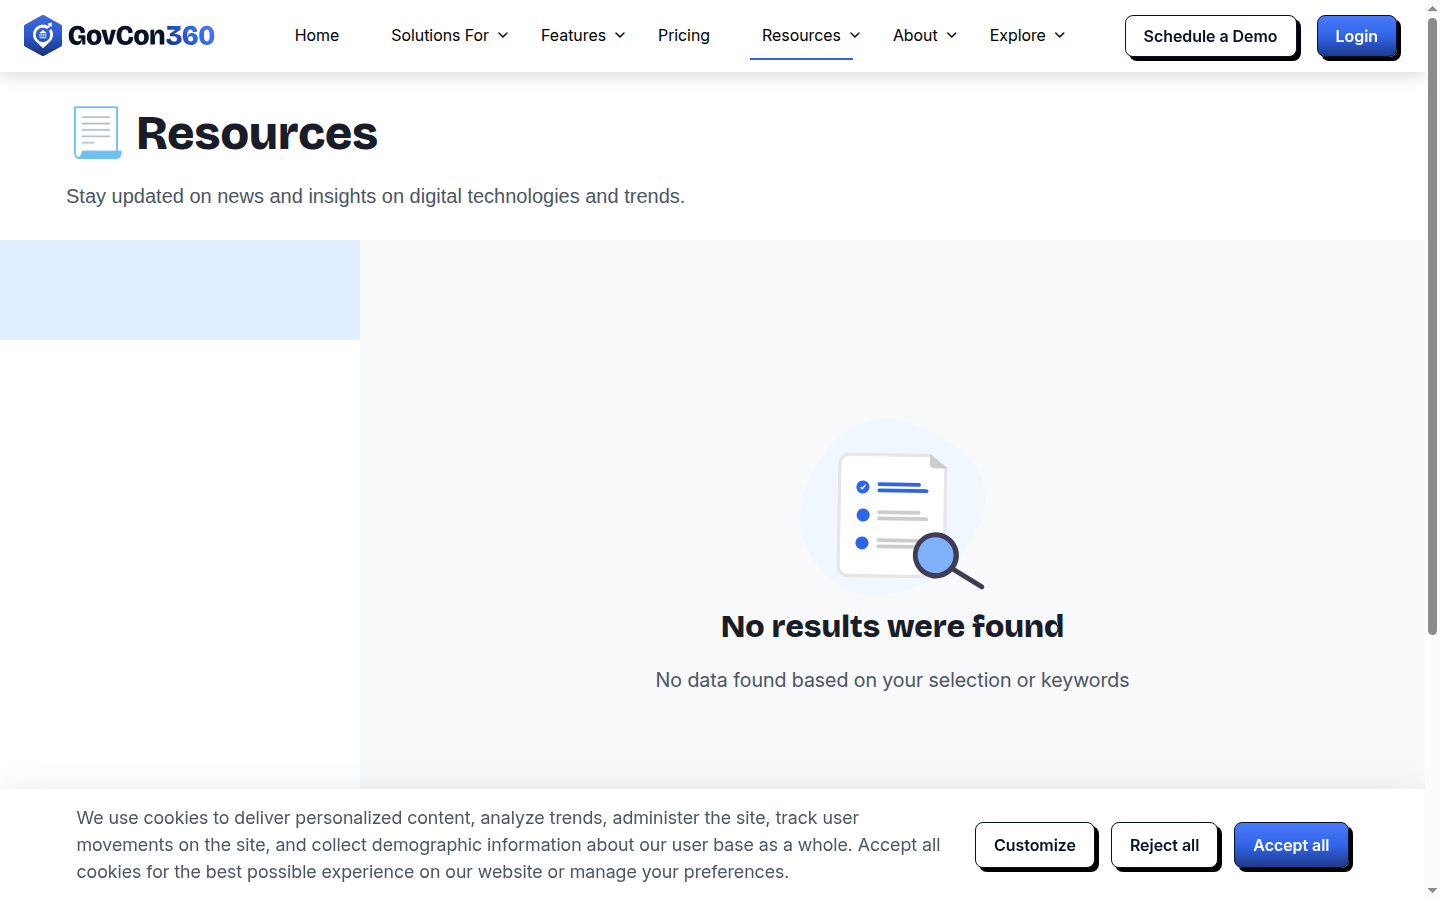 GovCon360
Home
Solutions For
Features
Pricing
Resources
About
Explore
Schedule a Demo
Login
Resources
Stay updated on news and insights on digital technologies and trends.
No results were found
No data found based on your selection or keywords
We use cookies to deliver personalized content, analyze trends, administer the site, track user
movements on the site, and collect demographic information about our user base as a whole. Accept all
cookies for the best possible experience on our website or manage your preferences.
Customize
Reject all
Accept all